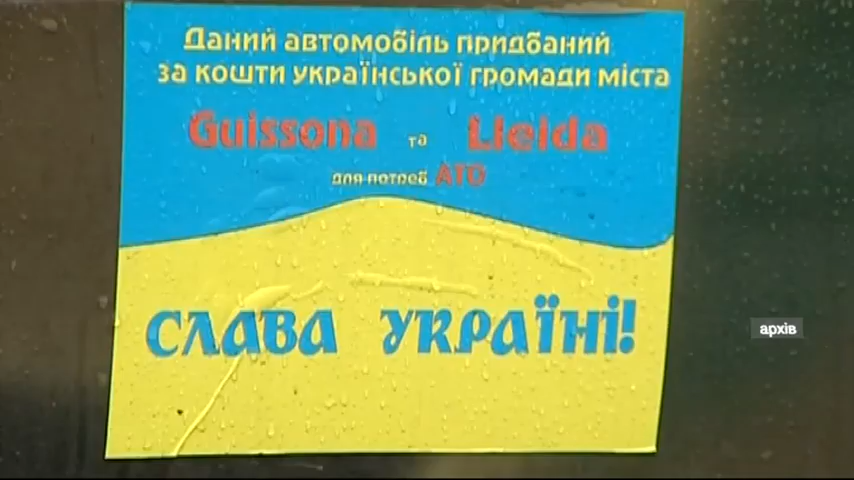 Даний автомобіль придбаний
за кошти української громади міста
Guissona та Lleida
для потреб АТО
СЛАВА УКРАЇНІ!
архів